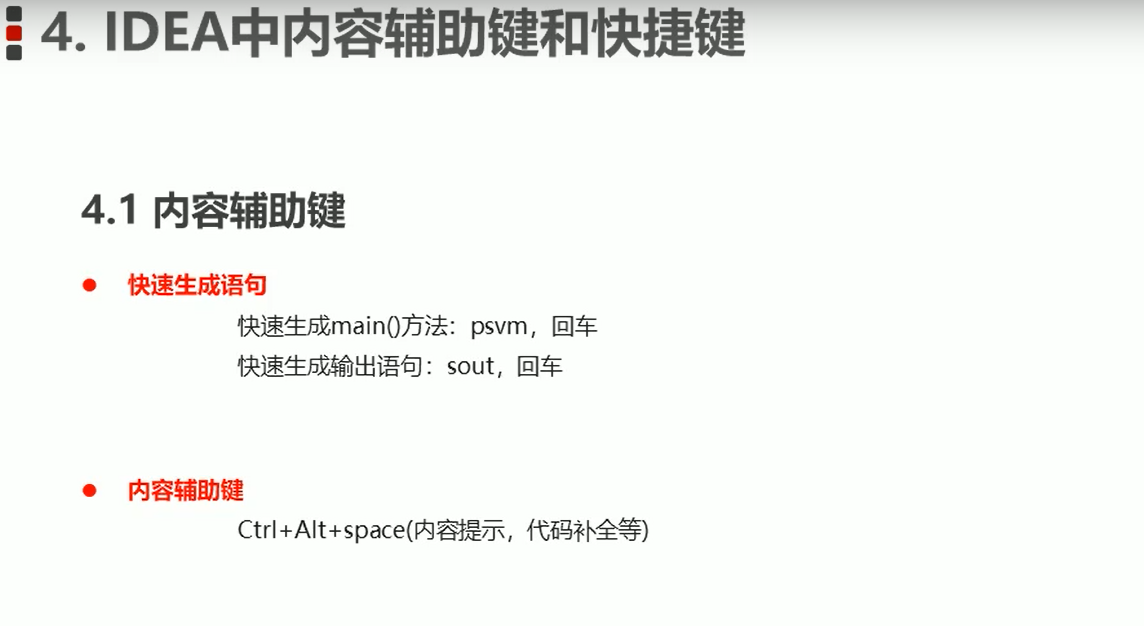 4. IDEA中内容辅助键和快捷键
4.1 内容辅助键
● 快速生成语句
快速生成main()方法：psvm，回车
快速生成输出语句：sout，回车
● 内容辅助键
Ctrl+Alt+space(内容提示，代码补全等)